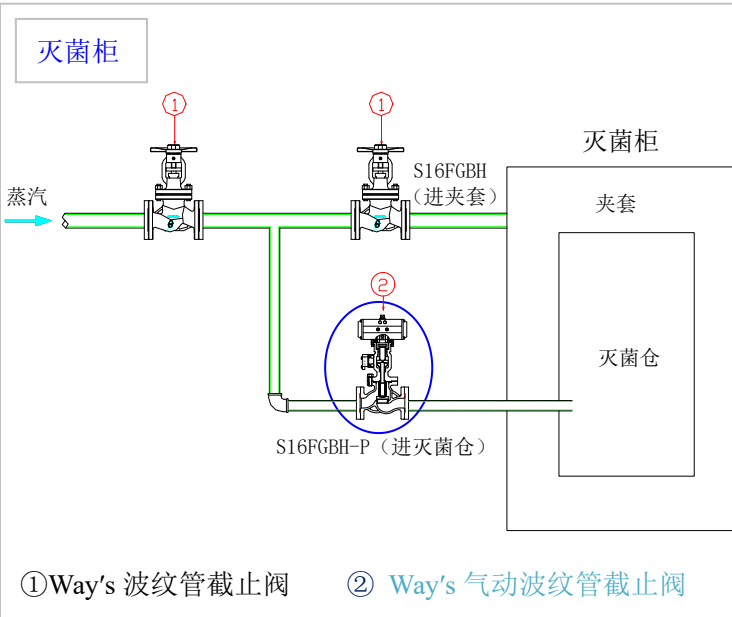 灭菌柜
①
①
灭菌柜
S16FGBH
（进夹套）
蒸汽
夹套
②
灭菌仓
S16FGBH-P（进灭菌仓）
①Way's 波纹管截止阀
② Way's 气动波纹管截止阀